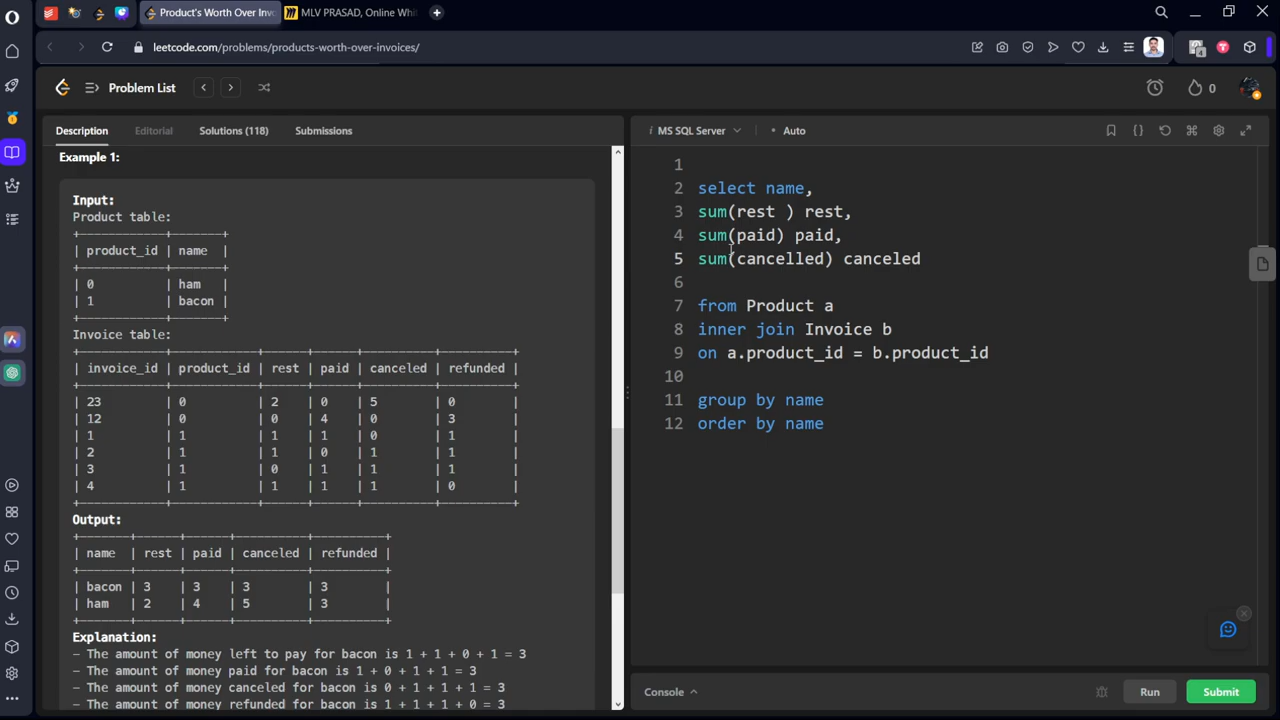 Product's Worth Over Invo
MLV PRASAD, Online Whit
leetcode.com/problems/products-worth-over-invoices/
4
Problem List
0
Description
Editorial
Solutions (118)
Submissions
Example 1:
Input:
Product table:
+------------+-------+
| product_id | name  |
+------------+-------+
| 0          | ham   |
| 1          | bacon |
+------------+-------+
Invoice table:
+------------+------------+------+------+----------+----------+
| invoice_id | product_id | rest | paid | canceled | refunded |
+------------+------------+------+------+----------+----------+
| 23         | 0          | 2    | 0    | 5        | 0        |
| 12         | 0          | 0    | 4    | 0        | 3        |
| 1          | 1          | 1    | 1    | 0        | 1        |
| 2          | 1          | 1    | 0    | 1        | 1        |
| 3          | 1          | 0    | 1    | 1        | 1        |
| 4          | 1          | 1    | 1    | 1        | 0        |
+------------+------------+------+------+----------+----------+
Output:
+-------+------+------+----------+----------+
| name  | rest | paid | canceled | refunded |
+-------+------+------+----------+----------+
| bacon | 3    | 3    | 3        | 3        |
| ham   | 2    | 4    | 5        | 3        |
+-------+------+------+----------+----------+
Explanation:
- The amount of money left to pay for bacon is 1 + 1 + 0 + 1 = 3
- The amount of money paid for bacon is 1 + 0 + 1 + 1 = 3
- The amount of money canceled for bacon is 0 + 1 + 1 + 1 = 3
- The amount of money refunded for bacon is 1 + 1 + 1 + 0 = 3
i MS SQL Server
• Auto
1
2 select name,
3 sum(rest ) rest,
4 sum(paid) paid,
5 sum(cancelled) canceled
6
7 from Product a
8 inner join Invoice b
9 on a.product_id = b.product_id
10
11 group by name
12 order by name
Console
Run
Submit